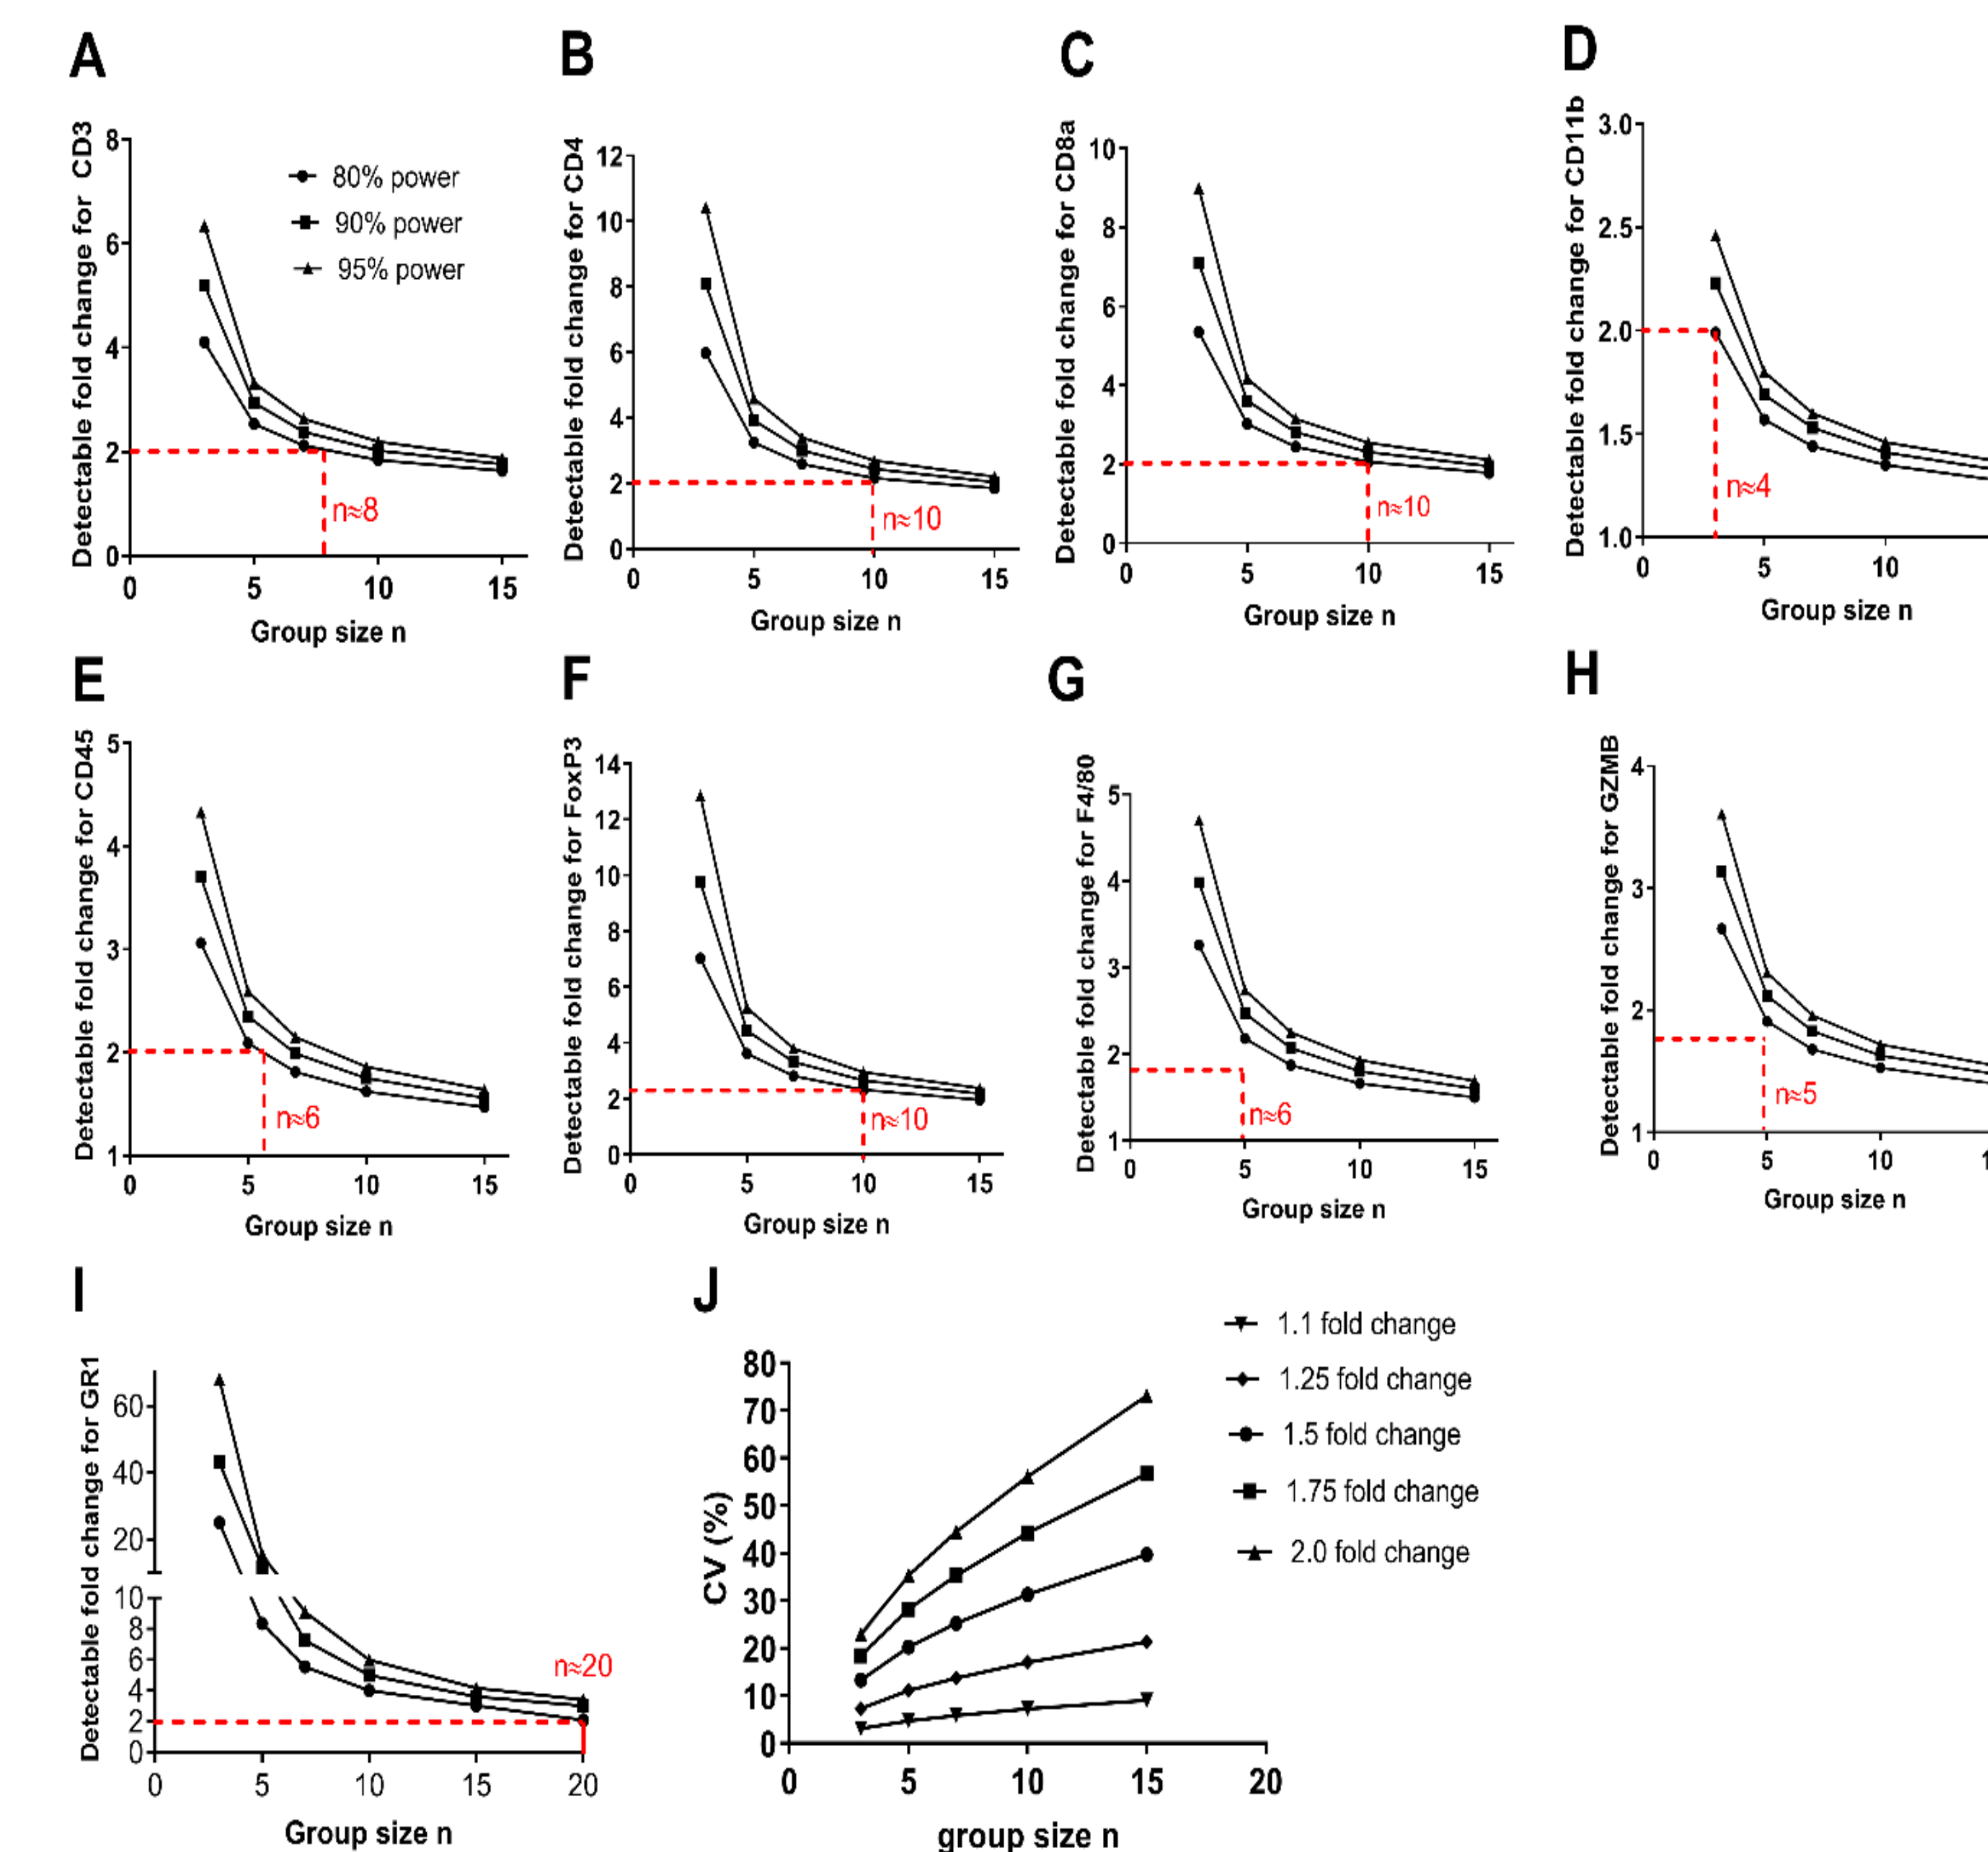 A
Detectable fold change for CD3
8
6
4
2
0
0 5 10 15
Group size n
80% power
90% power
95% power
n≈8
B
Detectable fold change for CD4
12
10
8
6
4
2
0
0 5 10 15
Group size n
n≈10
C
Detectable fold change for CD8a
10
8
6
4
2
0
0 5 10 15
Group size n
n≈10
D
Detectable fold change for CD11b
3.0
2.5
2.0
1.5
1.0
0 5 10
Group size n
n≈4
E
Detectable fold change for CD45
5
4
3
2
1
0 5 10 15
Group size n
n≈6
F
Detectable fold change for FoxP3
14
12
10
8
6
4
2
0
0 5 10 15
Group size n
n≈10
G
Detectable fold change for F4/80
5
4
3
2
1
0 5 10 15
Group size n
n≈6
H
Detectable fold change for GZMB
4
3
2
1
0 5 10
Group size n
n≈5
I
Detectable fold change for GR1
60
40
20
10
8
6
4
2
0
0 5 10 15 20
Group size n
n≈20
J
CV (%)
80
70
60
50
40
30
20
10
0
0 5 10 15 20
group size n
1.1 fold change
1.25 fold change
1.5 fold change
1.75 fold change
2.0 fold change